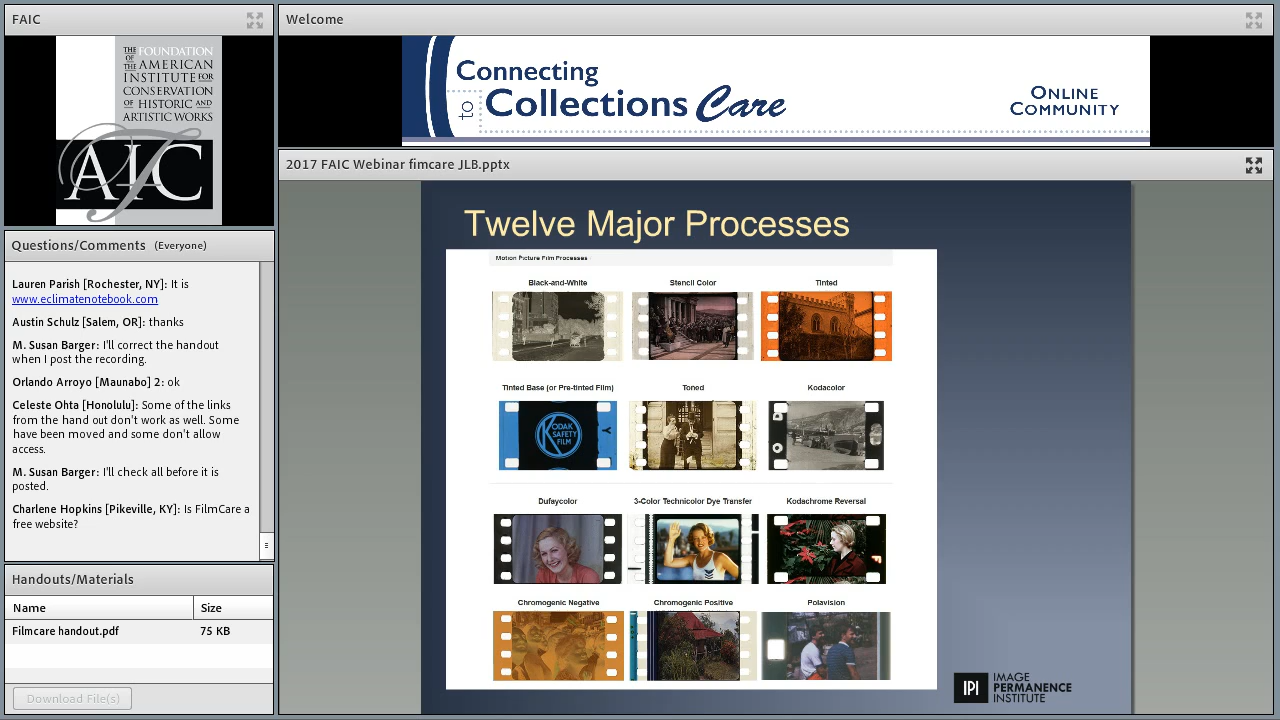 FAIC
THE FOUNDATION
OF THE AMERICAN
INSTITUTE FOR
CONSERVATION
OF HISTORIC AND
ARTISTIC WORKS
FAIC
Questions/Comments (Everyone)
Lauren Parish [Rochester, NY]: It is
www.eclimatenotebook.com
Austin Schulz [Salem, OR]: thanks
M. Susan Barger: I'll correct the handout
when I post the recording.
Orlando Arroyo [Maunabo] 2: ok
Celeste Ohta [Honolulu]: Some of the links
from the hand out don't work as well. Some
have been moved and some don't allow
access.
M. Susan Barger: I'll check all before it is
posted.
Charlene Hopkins [Pikeville, KY]: Is FilmCare a
free website?
Handouts/Materials
Name Size
Filmcare handout.pdf 75 KB
Download File(s)
Welcome
Connecting
to Collections Care
ONLINE
COMMUNITY
2017 FAIC Webinar fimcare JLB.pptx
Twelve Major Processes
Motion Picture Film Processes
Black-and-White Stencil Color Tinted
Tinted Base (or Pre-tinted Film) Toned Kodacolor
KODAK
SAFETY
FILM
Dufaycolor 3-Color Technicolor Dye Transfer Kodachrome Reversal
Chromogenic Negative Chromogenic Positive Polavision
IPI
IMAGE
PERMANENCE
INSTITUTE